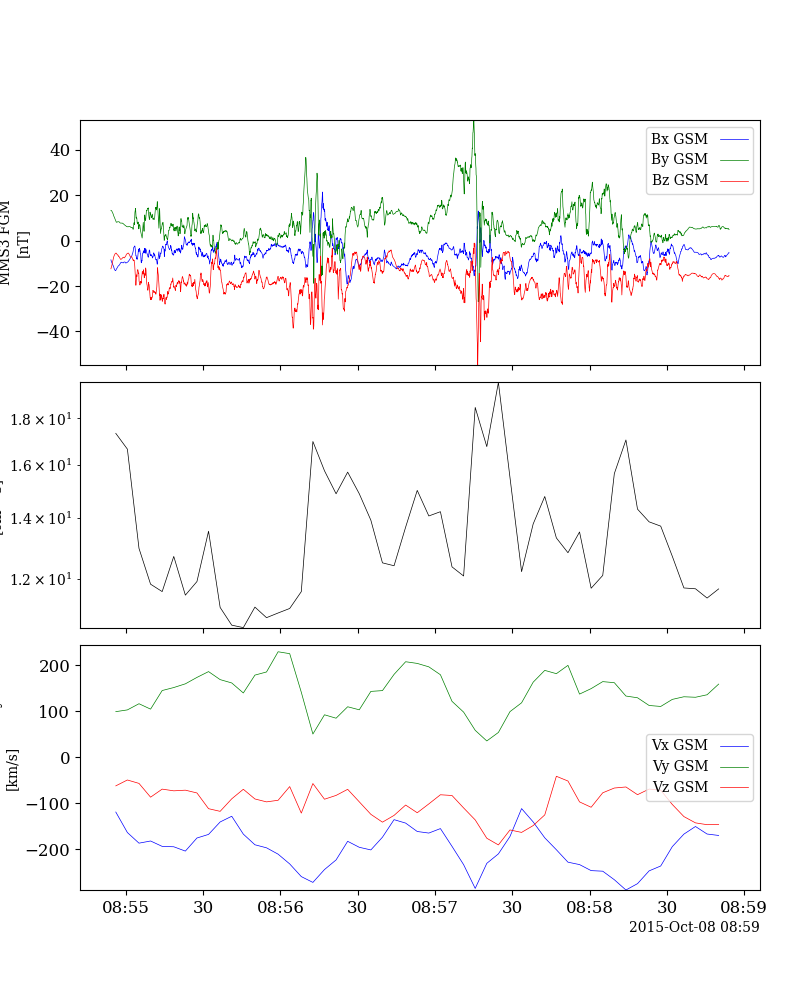 MMS3 FGM
[nT]
40
20
0
−20
−40
Bx GSM
By GSM
Bz GSM
1.8 × 10¹
1.6 × 10¹
1.4 × 10¹
1.2 × 10¹
[km/s]
200
100
0
−100
−200
Vx GSM
Vy GSM
Vz GSM
08:55
30
08:56
30
08:57
30
08:58
30
08:59
2015-Oct-08 08:59